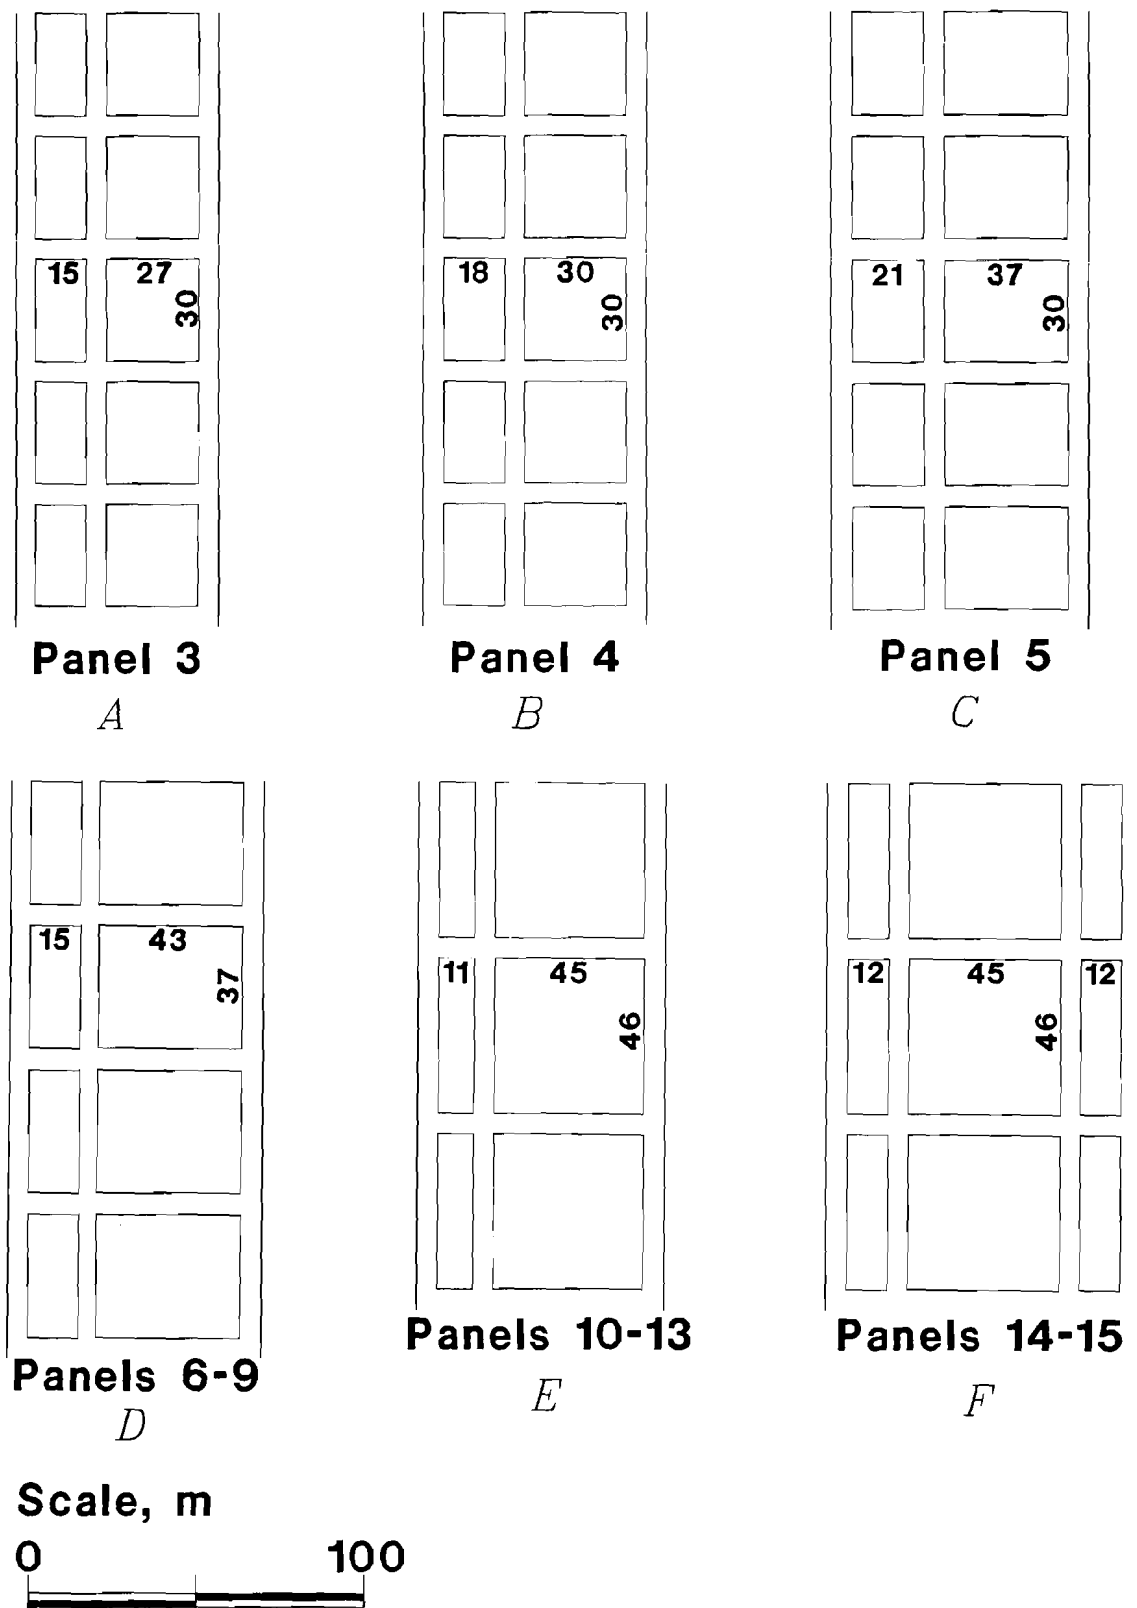 15 27 30
18 30 30
21 37 30
Panel 3
Panel 4
Panel 5
A
B
C
15 43 37
11 45 46
12 45 46 12
Panels 6-9
Panels 10-13
Panels 14-15
D
E
F
Scale, m
0 100